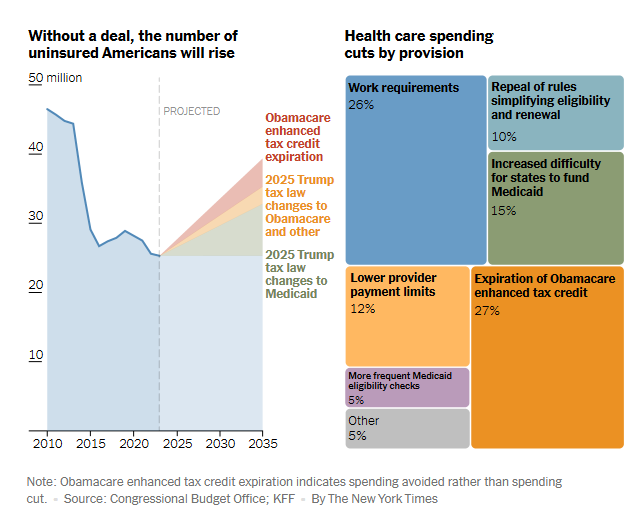 Without a deal, the number of
uninsured Americans will rise
50 million
40
30
20
10
PROJECTED
Obamacare
enhanced
tax credit
expiration
2025 Trump
tax law
changes to
Obamacare
and other
2025 Trump
tax law
changes to
Medicaid
2010
2015
2020
2025
2030
2035
Health care spending
cuts by provision
Work requirements
26%
Repeal of rules
simplifying eligibility
and renewal
10%
Increased difficulty
for states to fund
Medicaid
15%
Lower provider
payment limits
12%
Expiration of Obamacare
enhanced tax credit
27%
More frequent Medicaid
eligibility checks
5%
Other
5%
Note: Obamacare enhanced tax credit expiration indicates spending avoided rather than spending
cut. • Source: Congressional Budget Office; KFF • By The New York Times